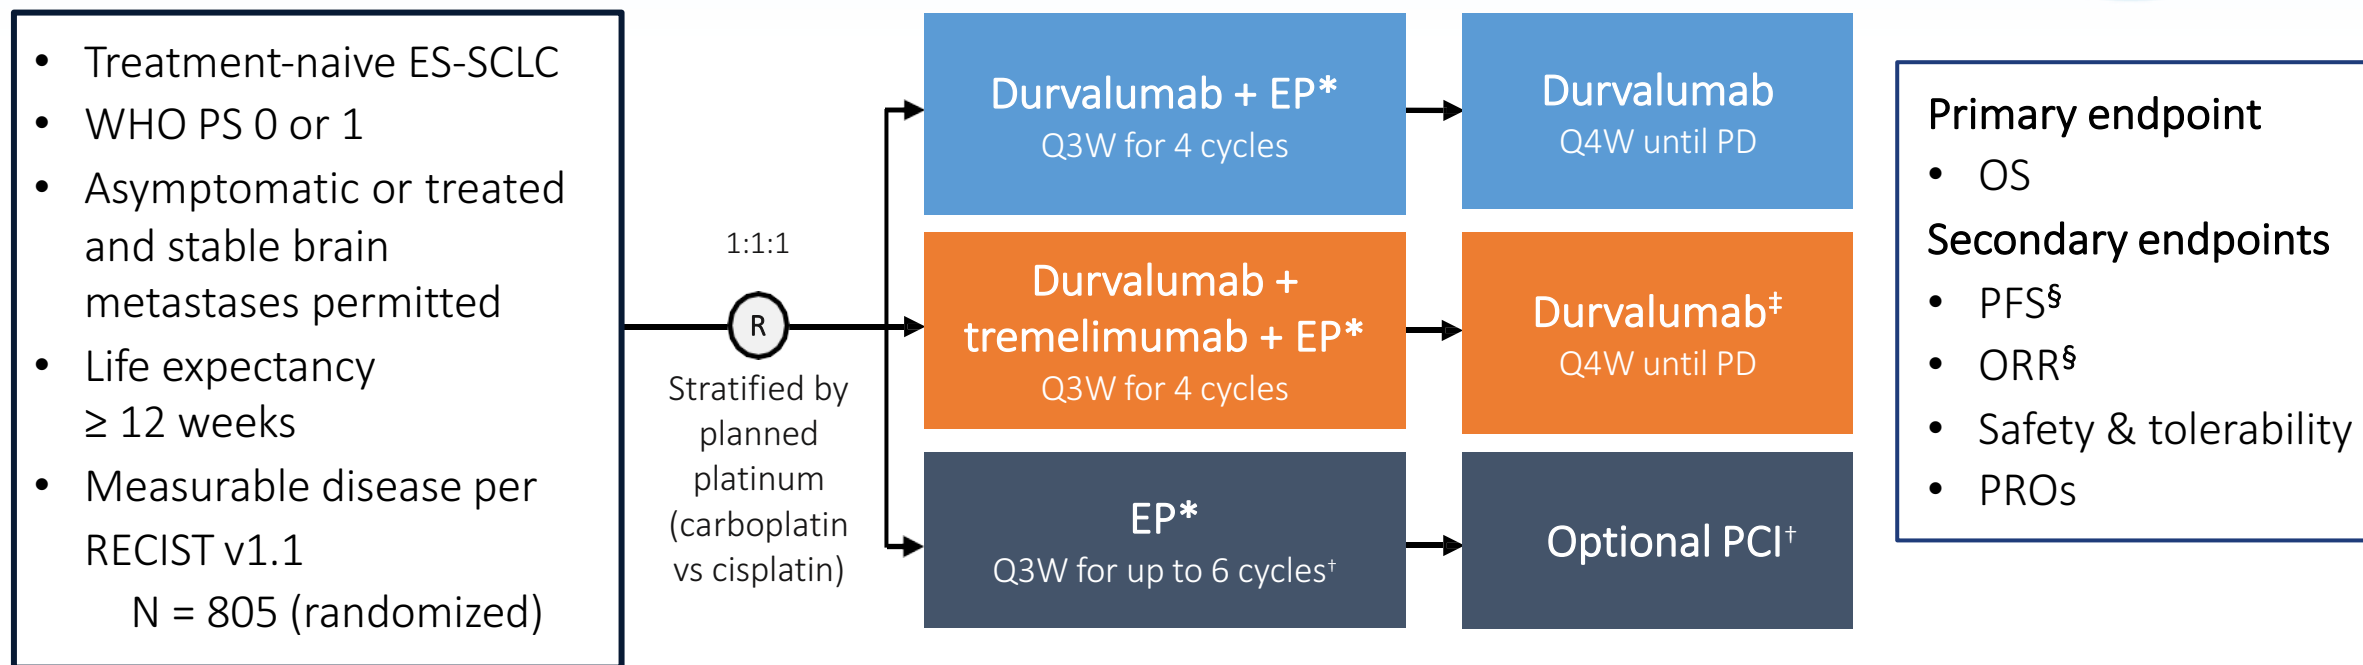 • Treatment-naive ES-SCLC
• WHO PS 0 or 1
• Asymptomatic or treated
and stable brain
metastases permitted
• Life expectancy
≥ 12 weeks
• Measurable disease per
RECIST v1.1
N = 805 (randomized)
1:1:1
R
Stratified by
planned
platinum
(carboplatin
vs cisplatin)
Durvalumab + EP*
Q3W for 4 cycles
Durvalumab
Q4W until PD
Durvalumab +
tremelimumab + EP*
Q3W for 4 cycles
Durvalumab‡
Q4W until PD
EP*
Q3W for up to 6 cycles†
Optional PCI†
Primary endpoint
• OS
Secondary endpoints
• PFS§
• ORR§
• Safety & tolerability
• PROs